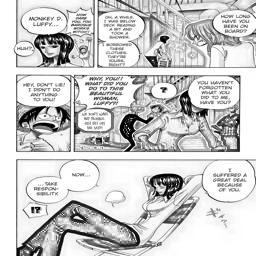 MONKEY D.
LUFFY...
HUH?
OH, A WHILE.
I WAS BELOW
DECK READING A
BIT AND TOOK A
SHOWER.
I BORROWED
THESE CLOTHES,
THEY'RE
YOURS,
RIGHT?
HOW LONG
HAVE YOU
BEEN ON
BOARD?
HEY, DON'T LIE!
I DIDN'T DO
ANYTHING
TO YOU!
WHY, YOU!
WHAT DID YOU
DO TO THIS
BEAUTIFUL
WOMAN,
LUFFY?!
?
YOU HAVEN'T
FORGOTTEN
WHAT YOU
DID TO ME
HAVE YOU?
NOW...
...TAKE
RESPON-
SIBILITY.
!?
I
SUFFERED A
GREAT DEAL
BECAUSE
OF YOU.